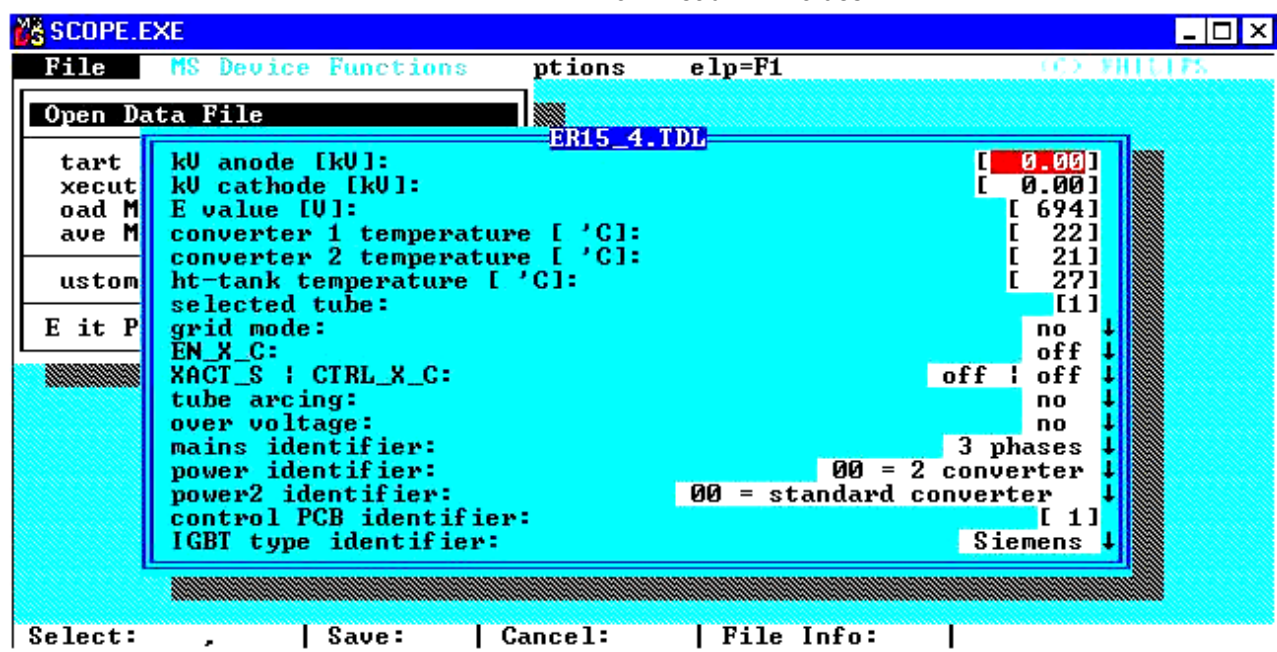 SCOPE.EXE
File MS Device Functions ptions elp=F1 (C) PHILIPS
Open Data File
ER15_4.TDL
tart kV anode [kV]: [ 0.00]
xecut kV cathode [kV]: [ 0.00]
oad M E value [V]: [ 694]
ave M converter 1 temperature [ 'C]: [ 22]
converter 2 temperature [ 'C]: [ 21]
ustom ht-tank temperature [ 'C]: [ 27]
selected tube: [1]
E it P grid mode: no ↓
EN_X_C: off ↓
XACT_S ¦ CTRL_X_C: off ¦ off ↓
tube arcing: no ↓
over voltage: no ↓
mains identifier: 3 phases ↓
power identifier: 00 = 2 converter ↓
power2 identifier: 00 = standard converter ↓
control PCB identifier: [ 1]
IGBT type identifier: Siemens ↓
Select: , | Save: | Cancel: | File Info: |